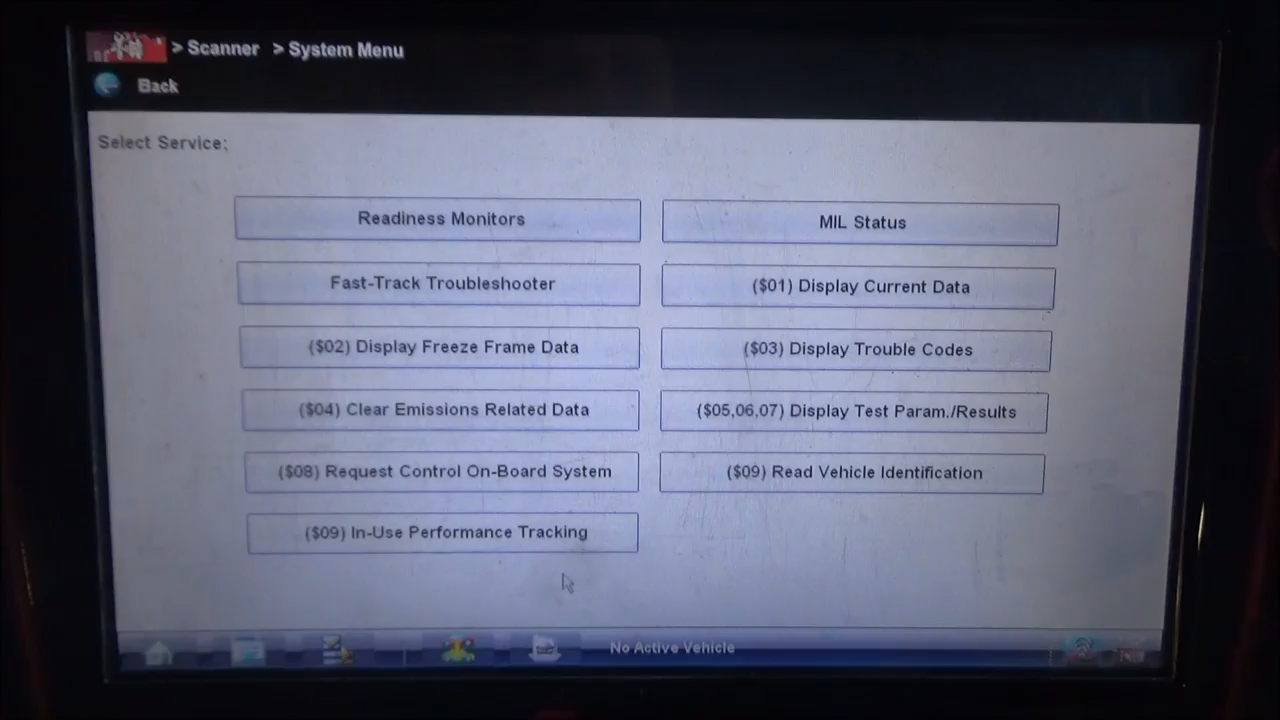 > Scanner > System Menu
Back
Select Service:
Readiness Monitors
MIL Status
Fast-Track Troubleshooter
($01) Display Current Data
($02) Display Freeze Frame Data
($03) Display Trouble Codes
($04) Clear Emissions Related Data
($05,06,07) Display Test Param./Results
($08) Request Control On-Board System
($09) Read Vehicle Identification
($09) In-Use Performance Tracking
No Active Vehicle